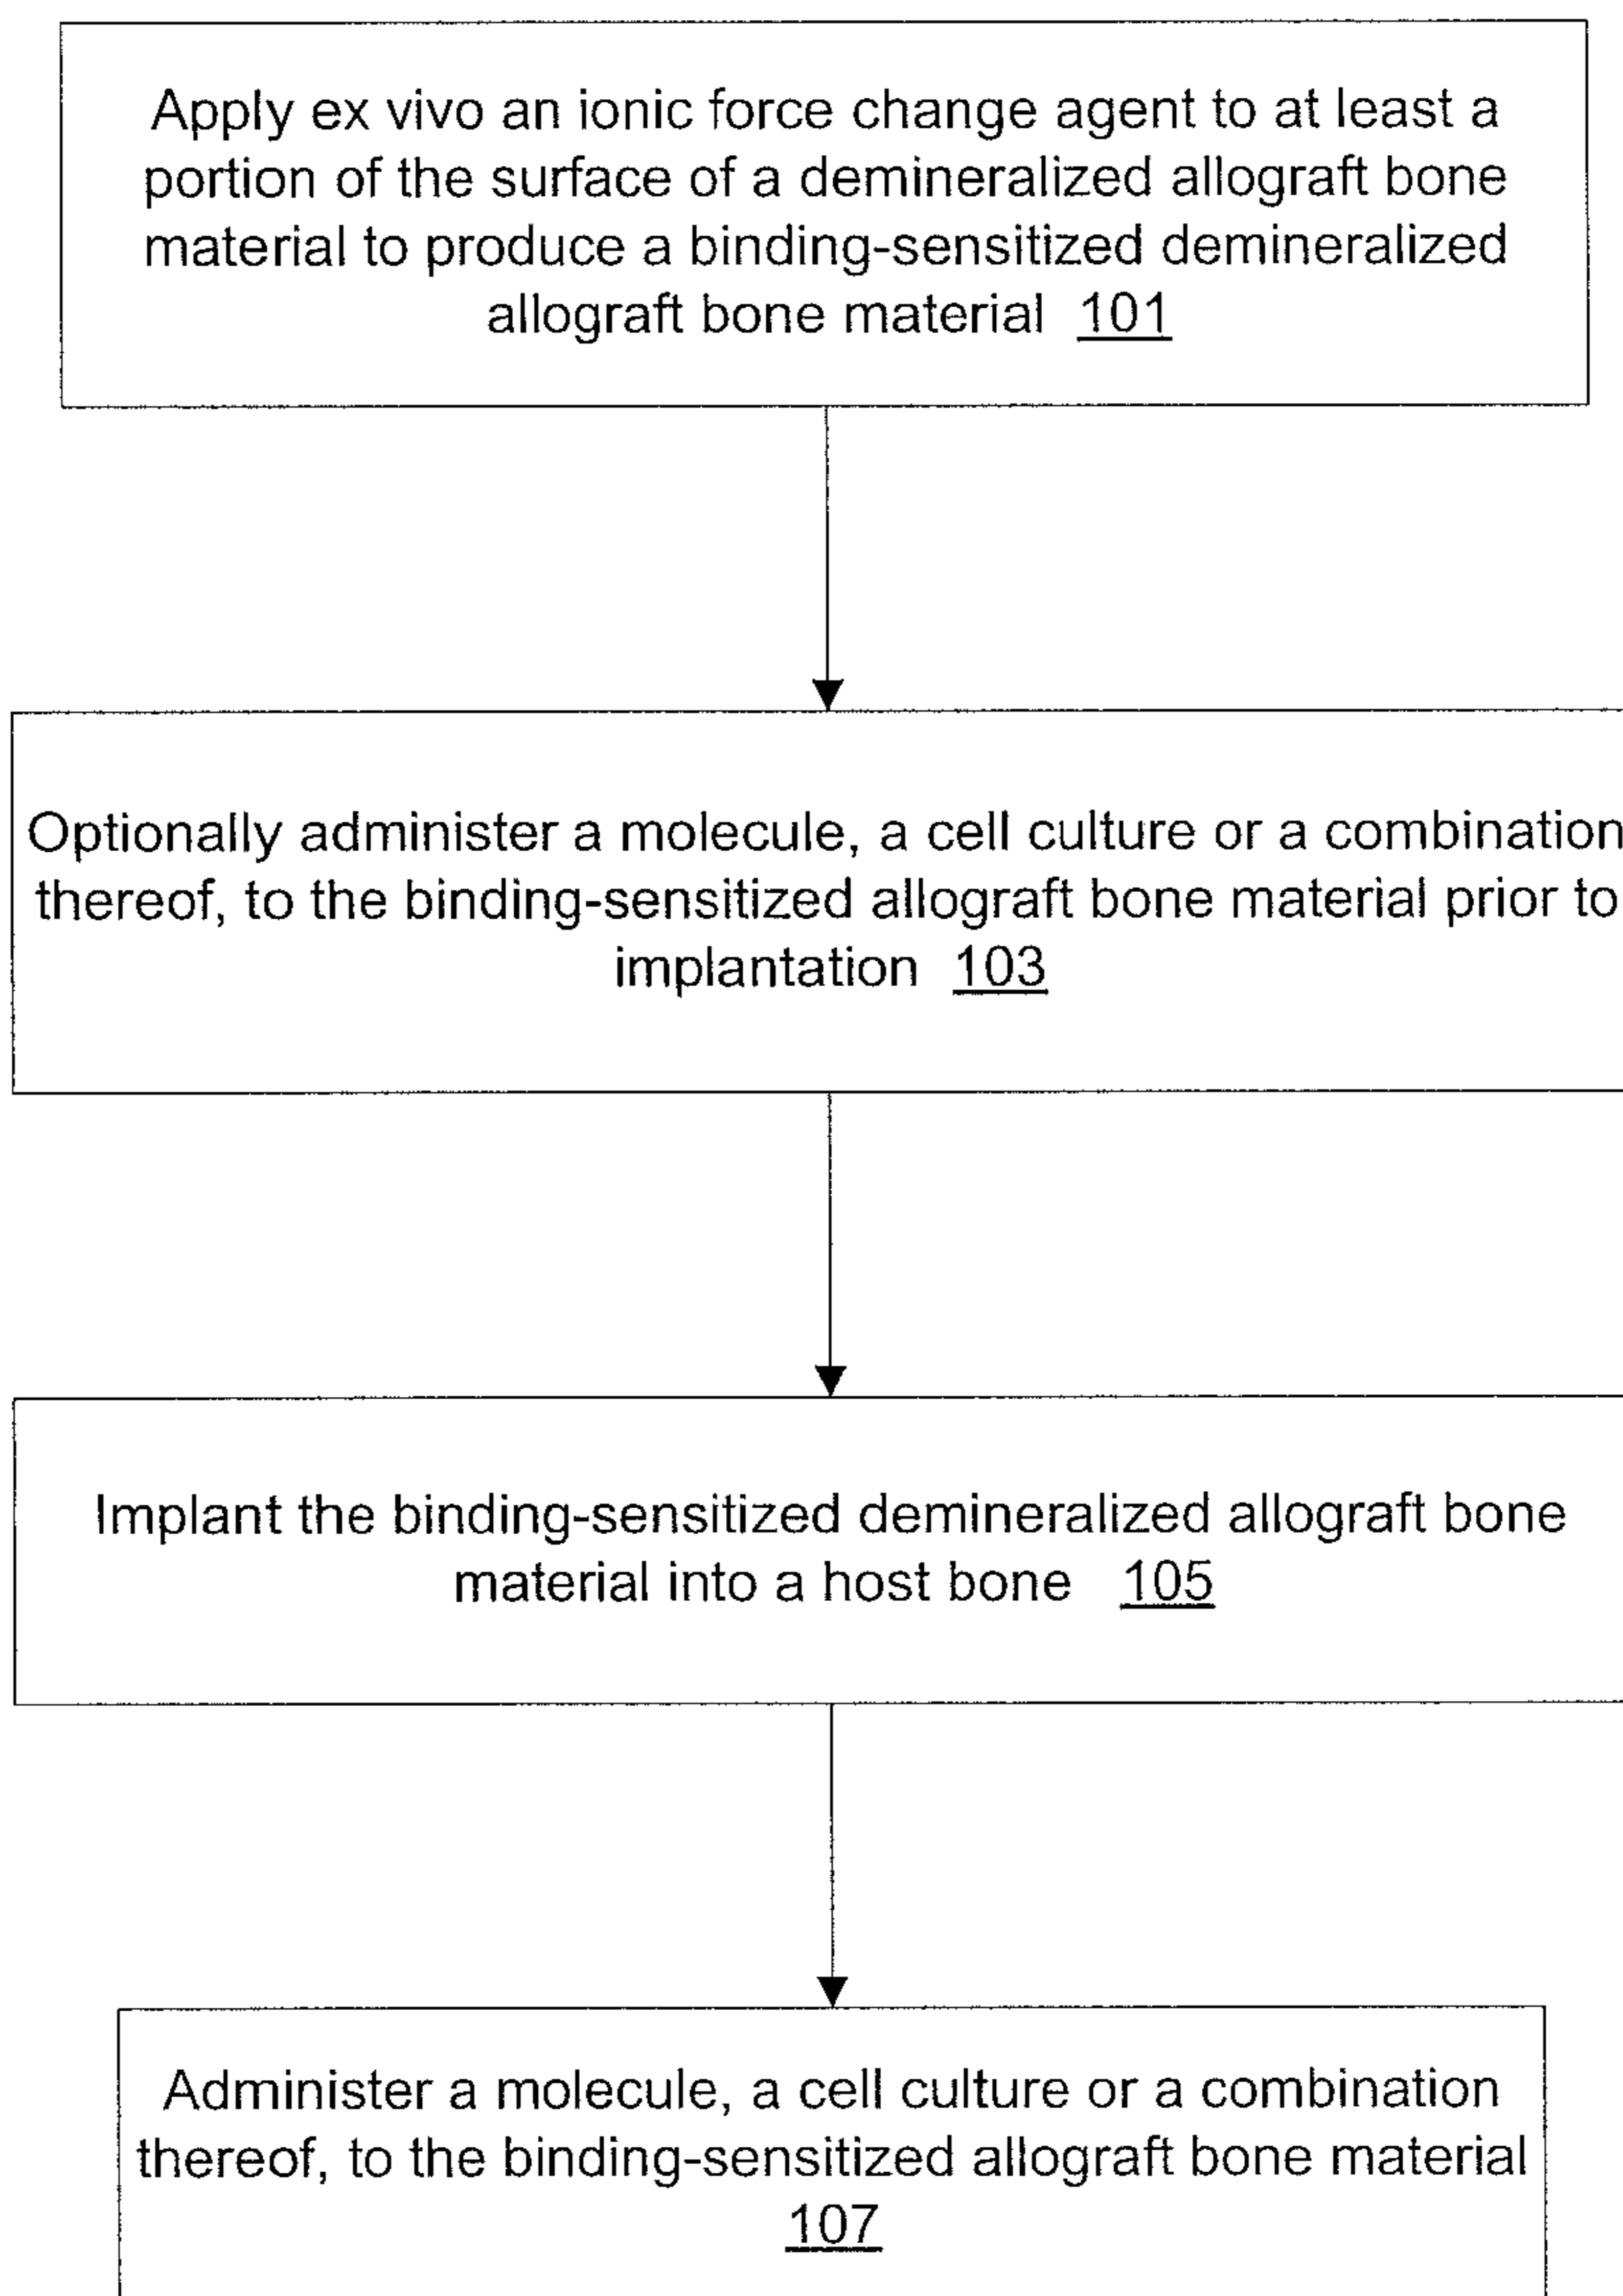 Apply ex vivo an ionic force change agent to at least a
portion of the surface of a demineralized allograft bone
material to produce a binding-sensitized demineralized
allograft bone material 101
Optionally administer a molecule, a cell culture or a combination
thereof, to the binding-sensitized allograft bone material prior to
implantation 103
Implant the binding-sensitized demineralized allograft bone
material into a host bone 105
Administer a molecule, a cell culture or a combination
thereof, to the binding-sensitized allograft bone material
107